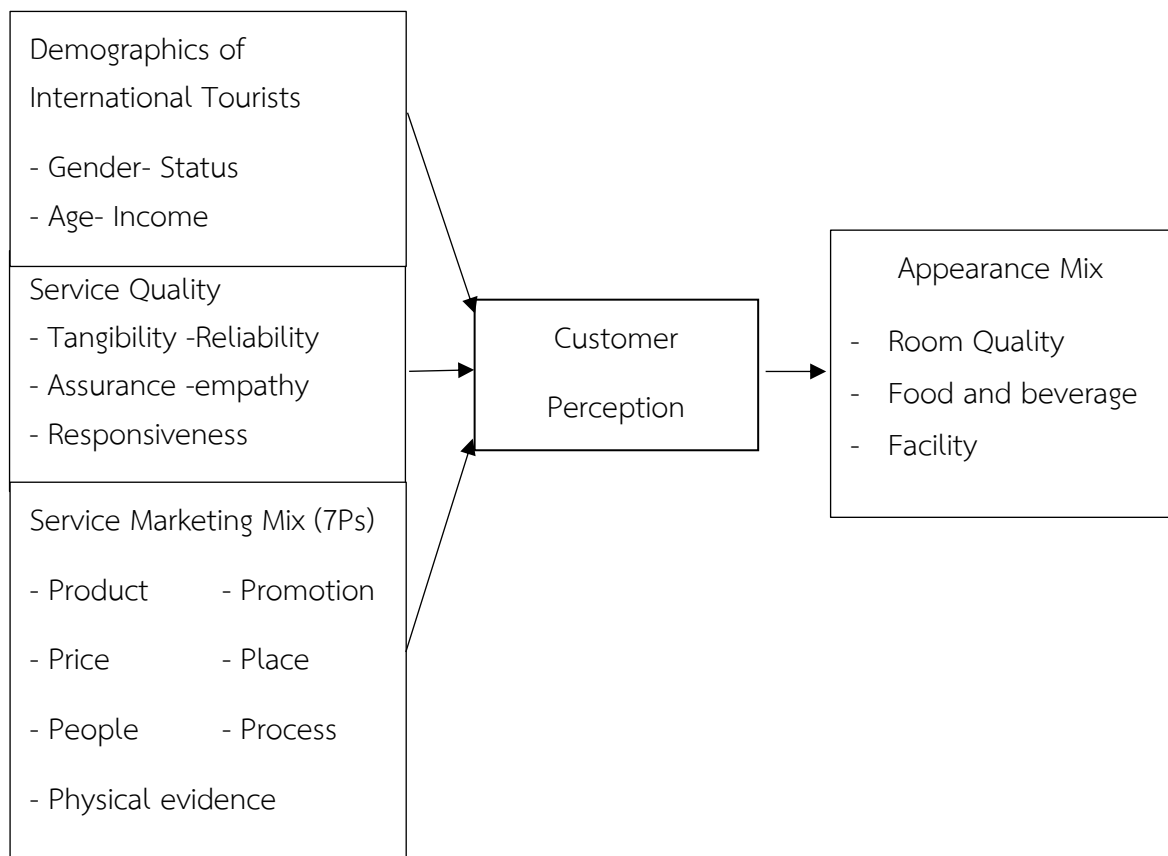 Demographics of
International Tourists
- Gender- Status
- Age- Income
Service Quality
- Tangibility -Reliability
- Assurance -empathy
- Responsiveness
Service Marketing Mix (7Ps)
- Product - Promotion
- Price - Place
- People - Process
- Physical evidence
Customer
Perception
Appearance Mix
- Room Quality
- Food and beverage
- Facility